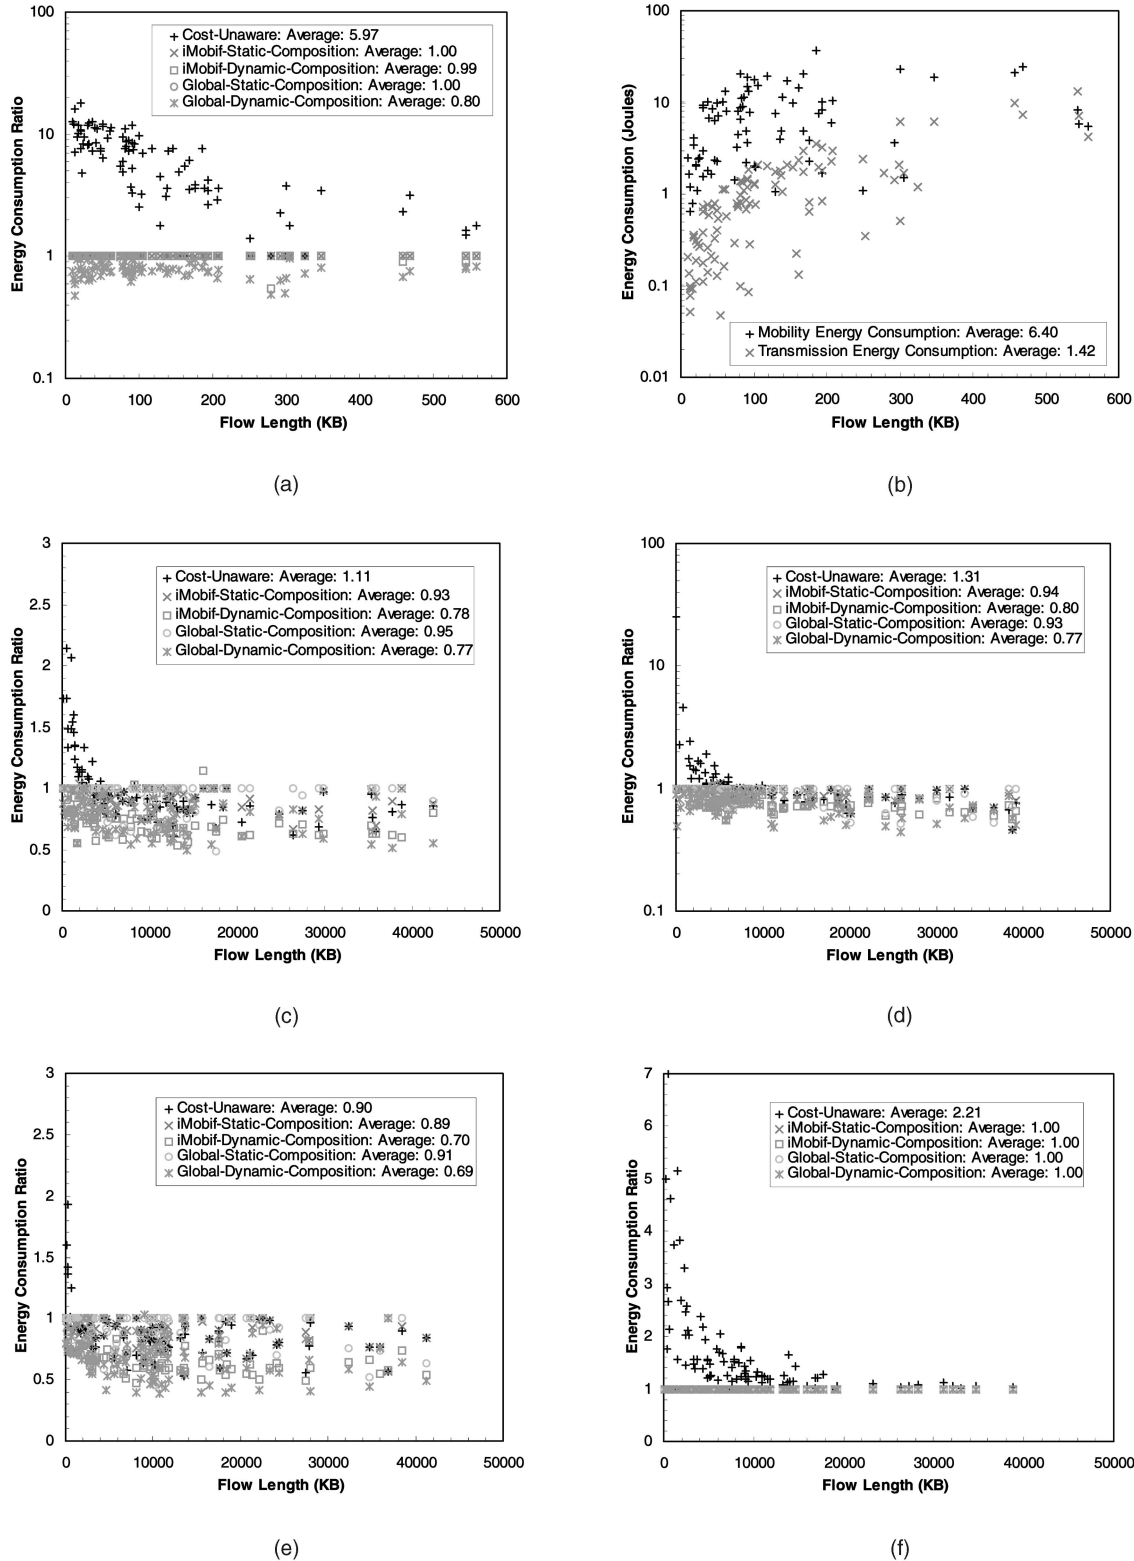 100
10
1
0.1
Energy Consumption Ratio
Cost-Unaware: Average: 5.97
iMobif-Static-Composition: Average: 1.00
iMobif-Dynamic-Composition: Average: 0.99
Global-Static-Composition: Average: 1.00
Global-Dynamic-Composition: Average: 0.80
0 100 200 300 400 500 600
Flow Length (KB)
(a)
100
10
1
0.1
0.01
Energy Consumption (Joules)
Mobility Energy Consumption: Average: 6.40
Transmission Energy Consumption: Average: 1.42
0 100 200 300 400 500 600
Flow Length (KB)
(b)
3
2.5
2
1.5
1
0.5
0
Energy Consumption Ratio
Cost-Unaware: Average: 1.11
iMobif-Static-Composition: Average: 0.93
iMobif-Dynamic-Composition: Average: 0.78
Global-Static-Composition: Average: 0.95
Global-Dynamic-Composition: Average: 0.77
0 10000 20000 30000 40000 50000
Flow Length (KB)
(c)
100
10
1
0.1
Energy Consumption Ratio
Cost-Unaware: Average: 1.31
iMobif-Static-Composition: Average: 0.94
iMobif-Dynamic-Composition: Average: 0.80
Global-Static-Composition: Average: 0.93
Global-Dynamic-Composition: Average: 0.77
0 10000 20000 30000 40000 50000
Flow Length (KB)
(d)
3
2.5
2
1.5
1
0.5
0
Energy Consumption Ratio
Cost-Unaware: Average: 0.90
iMobif-Static-Composition: Average: 0.89
iMobif-Dynamic-Composition: Average: 0.70
Global-Static-Composition: Average: 0.91
Global-Dynamic-Composition: Average: 0.69
0 10000 20000 30000 40000 50000
Flow Length (KB)
(e)
7
6
5
4
3
2
1
0
Energy Consumption Ratio
Cost-Unaware: Average: 2.21
iMobif-Static-Composition: Average: 1.00
iMobif-Dynamic-Composition: Average: 1.00
Global-Static-Composition: Average: 1.00
Global-Dynamic-Composition: Average: 1.00
0 10000 20000 30000 40000 50000
Flow Length (KB)
(f)